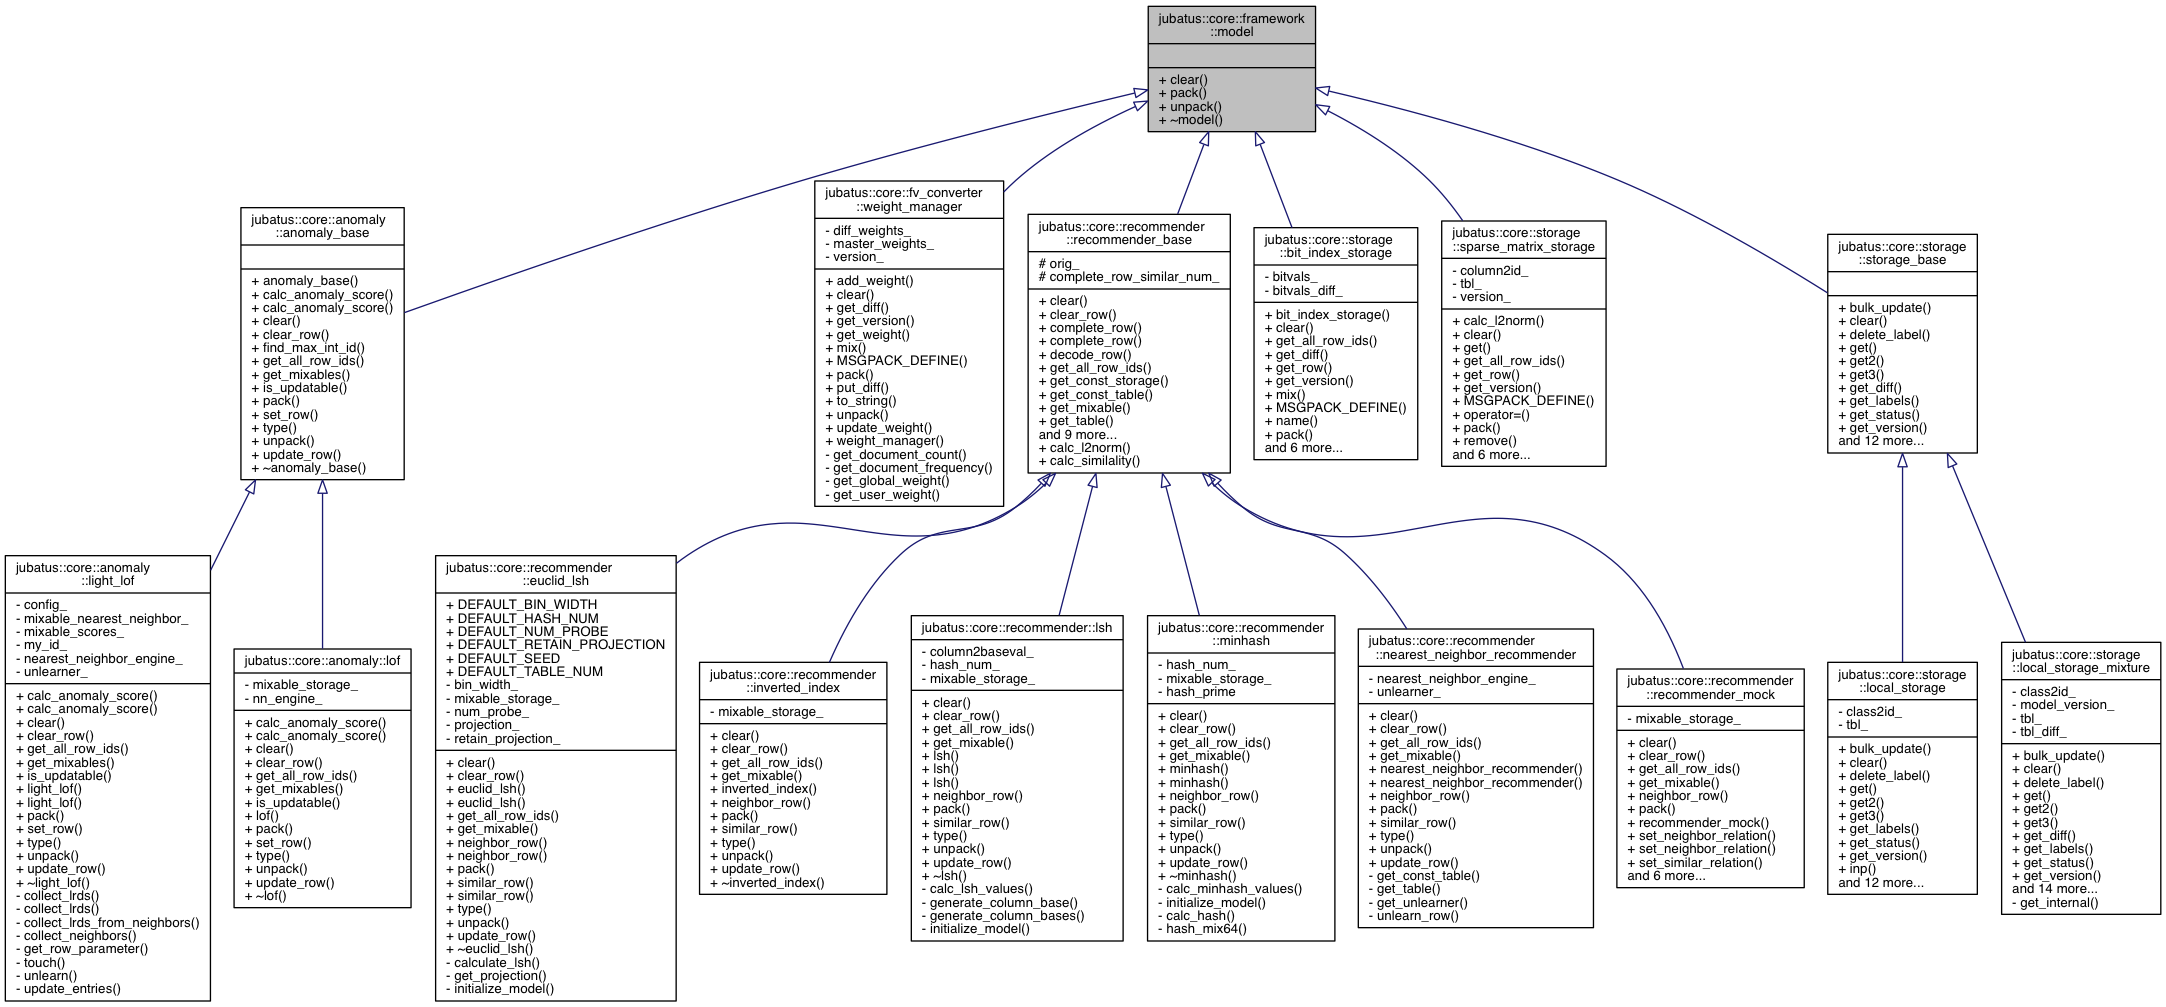 jubatus::core::framework
::model
+ clear()
+ pack()
+ unpack()
+ ~model()
jubatus::core::anomaly
::anomaly_base
+ anomaly_base()
+ calc_anomaly_score()
+ calc_anomaly_score()
+ clear()
+ clear_row()
+ find_max_int_id()
+ get_all_row_ids()
+ get_mixables()
+ is_updatable()
+ pack()
+ set_row()
+ type()
+ unpack()
+ update_row()
+ ~anomaly_base()
jubatus::core::fv_converter
::weight_manager
- diff_weights_
- master_weights_
- version_
+ add_weight()
+ clear()
+ get_diff()
+ get_version()
+ get_weight()
+ mix()
+ MSGPACK_DEFINE()
+ pack()
+ put_diff()
+ to_string()
+ unpack()
+ update_weight()
+ weight_manager()
- get_document_count()
- get_document_frequency()
- get_global_weight()
- get_user_weight()
jubatus::core::recommender
::recommender_base
# orig_
# complete_row_similar_num_
+ clear()
+ clear_row()
+ complete_row()
+ complete_row()
+ decode_row()
+ get_all_row_ids()
+ get_const_storage()
+ get_const_table()
+ get_mixable()
+ get_table()
and 9 more...
+ calc_l2norm()
+ calc_similality()
jubatus::core::storage
::bit_index_storage
- bitvals_
- bitvals_diff_
+ bit_index_storage()
+ clear()
+ get_all_row_ids()
+ get_diff()
+ get_row()
+ get_version()
+ mix()
+ MSGPACK_DEFINE()
+ name()
+ pack()
and 6 more...
jubatus::core::storage
::sparse_matrix_storage
- column2id_
- tbl_
- version_
+ calc_l2norm()
+ clear()
+ get()
+ get_all_row_ids()
+ get_row()
+ get_version()
+ MSGPACK_DEFINE()
+ operator=()
+ pack()
+ remove()
and 6 more...
jubatus::core::storage
::storage_base
+ bulk_update()
+ clear()
+ delete_label()
+ get()
+ get2()
+ get3()
+ get_diff()
+ get_labels()
+ get_status()
+ get_version()
and 12 more...
jubatus::core::anomaly
::light_lof
- config_
- mixable_nearest_neighbor_
- mixable_scores_
- my_id_
- nearest_neighbor_engine_
- unlearner_
+ calc_anomaly_score()
+ calc_anomaly_score()
+ clear()
+ clear_row()
+ get_all_row_ids()
+ get_mixables()
+ is_updatable()
+ light_lof()
+ light_lof()
+ pack()
+ set_row()
+ type()
+ unpack()
+ update_row()
+ ~light_lof()
- collect_lrds()
- collect_lrds()
- collect_lrds_from_neighbors()
- collect_neighbors()
- get_row_parameter()
- touch()
- unlearn()
- update_entries()
jubatus::core::anomaly::lof
- mixable_storage_
- nn_engine_
+ calc_anomaly_score()
+ calc_anomaly_score()
+ clear()
+ clear_row()
+ get_all_row_ids()
+ get_mixables()
+ is_updatable()
+ lof()
+ pack()
+ set_row()
+ type()
+ unpack()
+ update_row()
+ ~lof()
jubatus::core::recommender
::euclid_lsh
+ DEFAULT_BIN_WIDTH
+ DEFAULT_HASH_NUM
+ DEFAULT_NUM_PROBE
+ DEFAULT_RETAIN_PROJECTION
+ DEFAULT_SEED
+ DEFAULT_TABLE_NUM
- bin_width_
- mixable_storage_
- num_probe_
- projection_
- retain_projection_
+ clear()
+ clear_row()
+ euclid_lsh()
+ euclid_lsh()
+ get_all_row_ids()
+ get_mixable()
+ neighbor_row()
+ neighbor_row()
+ pack()
+ similar_row()
+ similar_row()
+ type()
+ unpack()
+ update_row()
+ ~euclid_lsh()
- calculate_lsh()
- get_projection()
- initialize_model()
jubatus::core::recommender
::inverted_index
- mixable_storage_
+ clear()
+ clear_row()
+ get_all_row_ids()
+ get_mixable()
+ inverted_index()
+ neighbor_row()
+ pack()
+ similar_row()
+ type()
+ unpack()
+ update_row()
+ ~inverted_index()
jubatus::core::recommender::lsh
- column2baseval_
- hash_num_
- mixable_storage_
+ clear()
+ clear_row()
+ get_all_row_ids()
+ get_mixable()
+ lsh()
+ lsh()
+ lsh()
+ neighbor_row()
+ pack()
+ similar_row()
+ type()
+ unpack()
+ update_row()
+ ~lsh()
- calc_lsh_values()
- generate_column_base()
- generate_column_bases()
- initialize_model()
jubatus::core::recommender
::minhash
- hash_num_
- mixable_storage_
- hash_prime
+ clear()
+ clear_row()
+ get_all_row_ids()
+ get_mixable()
+ minhash()
+ minhash()
+ neighbor_row()
+ pack()
+ similar_row()
+ type()
+ unpack()
+ update_row()
+ ~minhash()
- calc_minhash_values()
- initialize_model()
- calc_hash()
- hash_mix64()
jubatus::core::recommender
::nearest_neighbor_recommender
- nearest_neighbor_engine_
- unlearner_
+ clear()
+ clear_row()
+ get_all_row_ids()
+ get_mixable()
+ nearest_neighbor_recommender()
+ nearest_neighbor_recommender()
+ neighbor_row()
+ pack()
+ similar_row()
+ type()
+ unpack()
+ update_row()
- get_const_table()
- get_table()
- get_unlearner()
- unlearn_row()
jubatus::core::recommender
::recommender_mock
- mixable_storage_
+ clear()
+ clear_row()
+ get_all_row_ids()
+ get_mixable()
+ neighbor_row()
+ pack()
+ recommender_mock()
+ set_neighbor_relation()
+ set_neighbor_relation()
+ set_similar_relation()
and 6 more...
jubatus::core::storage
::local_storage
- class2id_
- tbl_
+ bulk_update()
+ clear()
+ delete_label()
+ get()
+ get2()
+ get3()
+ get_labels()
+ get_status()
+ get_version()
+ inp()
and 12 more...
jubatus::core::storage
::local_storage_mixture
- class2id_
- model_version_
- tbl_
- tbl_diff_
+ bulk_update()
+ clear()
+ delete_label()
+ get()
+ get2()
+ get3()
+ get_diff()
+ get_labels()
+ get_status()
+ get_version()
and 14 more...
- get_internal()